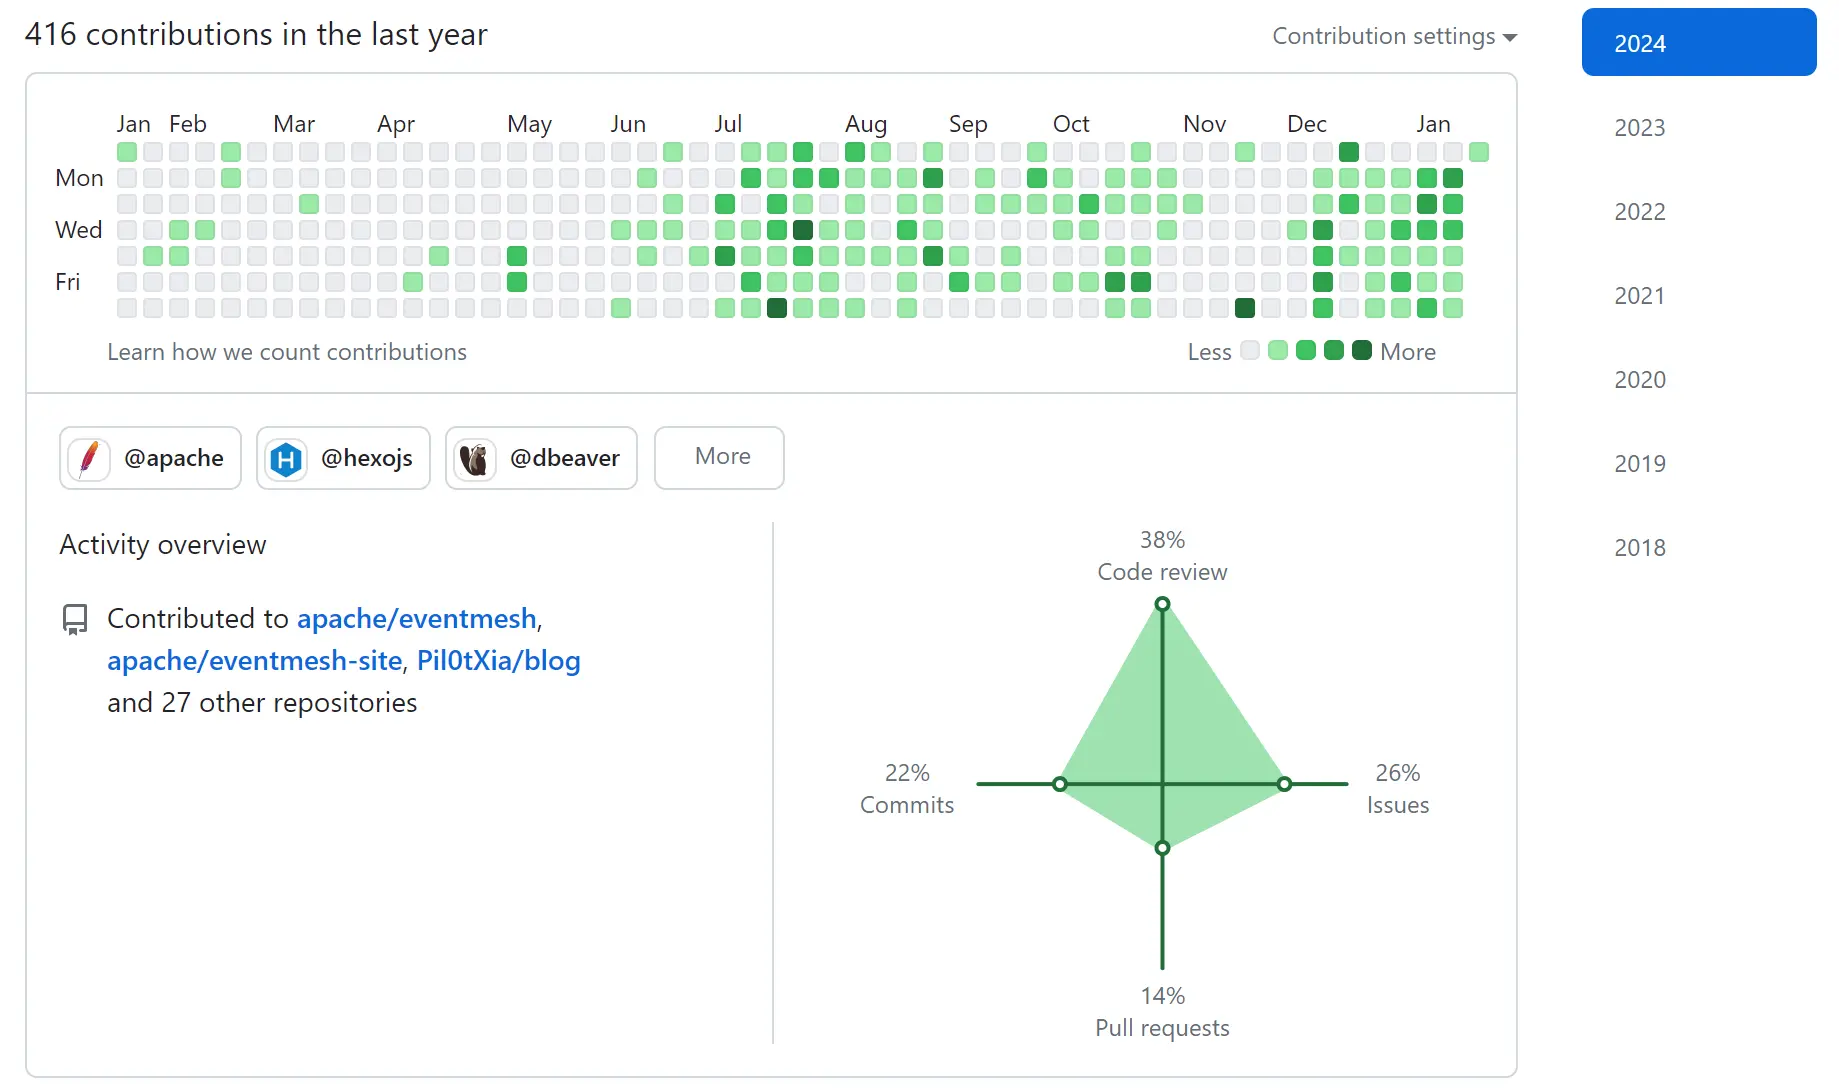 416 contributions in the last year
Contribution settings
2024
2023
2022
2021
2020
2019
2018
Jan Feb Mar Apr May Jun Jul Aug Sep Oct Nov Dec Jan
Mon
Wed
Fri
Learn how we count contributions
Less More
@apache
H @hexojs
@dbeaver
More
Activity overview
Contributed to apache/eventmesh,
apache/eventmesh-site, Pil0tXia/blog
and 27 other repositories
38%
Code review
22%
Commits
26%
Issues
14%
Pull requests